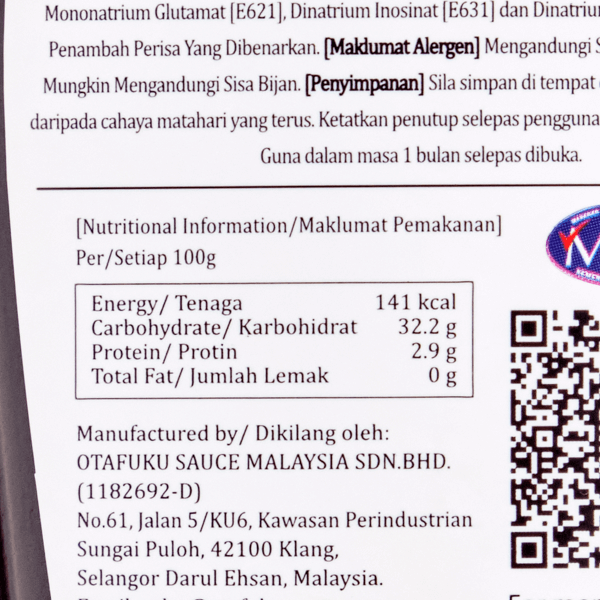 Mononatrium Glutamat [E621], Dinatrium Inosinat [E631] dan
Penambah Perisa Yang Dibenarkan. [Maklumat Alergen] Mengandungi
Mungkin Mengandungi Sisa Bijan. [Penyimpanan] Sila simpan di tempat
daripada cahaya matahari yang terus. Ketatkan penutup selepas
Guna dalam masa 1 bulan selepas dibuka.
[Nutritional Information/Maklumat Pemakanan]
Per/Setiap 100g
Energy/ Tenaga 141 kcal
Carbohydrate/ Karbohidrat 32.2 g
Protein/ Protin 2.9 g
Total Fat/ Jumlah Lemak 0 g
Manufactured by/ Dikilang oleh:
OTAFUKU SAUCE MALAYSIA SDN.BHD.
(1182692-D)
No.61, Jalan 5/KU6, Kawasan Perindustrian
Sungai Puloh, 42100 Klang,
Selangor Darul Ehsan, Malaysia.